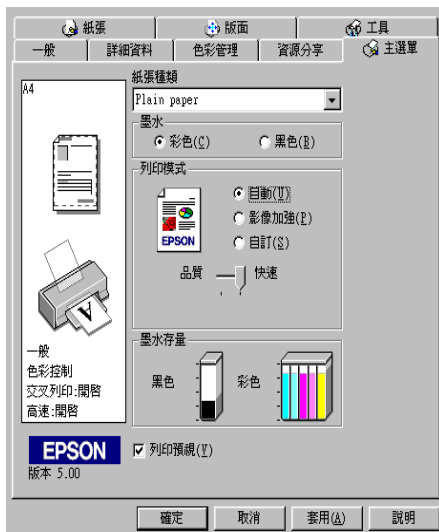 紙張 版面 工具
一般 詳細資料 色彩管理 資源分享 主選單
A4
紙張種類
Plain paper
墨水
彩色(C) 黑色(B)
列印模式
自動(U)
影像加強(P)
自訂(S)
EPSON
品質 快速
A
一般
色彩控制
交叉列印:開啓
高速:開啓
墨水存量
黑色 彩色
EPSON
版本 5.00
列印預視(V)
確定 取消 套用(A) 說明